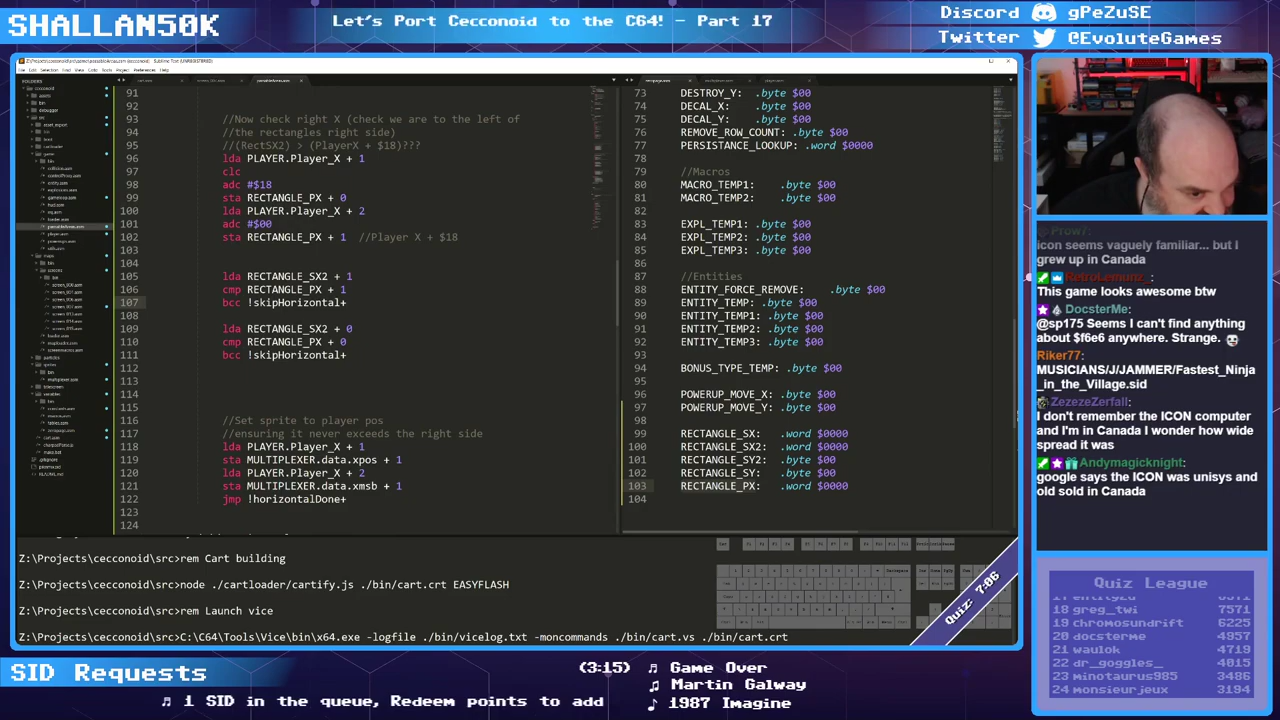 SHALLAN50K
Let's Port Cecconoid to the C64! - Part 17
Discord gPeZuSE
Twitter @EvoluteGames
91
92
93 //Now check right X (check we are to the left of
94 //the rectangles right side)
95 //(RectSX2) (PlayerX + $18)???
96 lda PLAYER.Player_X + 1
97 clc
98 adc #$18
99 sta RECTANGLE_PX + 0
100 lda PLAYER.Player_X + 2
101 adc #$00
102 sta RECTANGLE_PX + 1 //Player X + $18
103
104
105 lda RECTANGLE_SX2 + 1
106 cmp RECTANGLE_PX + 1
107 bcc !skipHorizontal+
108
109 lda RECTANGLE_SX2 + 0
110 cmp RECTANGLE_PX + 0
111 bcc !skipHorizontal+
112
113
114
115
116 //Set sprite to player pos
117 //ensuring it never exceeds the right side
118 lda PLAYER.Player_X + 1
119 sta MULTIPLEXER.data.xpos + 1
120 lda PLAYER.Player_X + 2
121 sta MULTIPLEXER.data.xmsb + 1
122 jmp !horizontalDone+
123
124
73 DESTROY_Y: .byte $00
74 DECAL_X: .byte $00
75 DECAL_Y: .byte $00
76 REMOVE_ROW_COUNT: .byte $00
77 PERSISTANCE_LOOKUP: .word $0000
78
79 //Macros
80 MACRO_TEMP1: .byte $00
81 MACRO_TEMP2: .byte $00
82
83 EXPL_TEMP1: .byte $00
84 EXPL_TEMP2: .byte $00
85 EXPL_TEMP3: .byte $00
86
87 //Entities
88 ENTITY_FORCE_REMOVE: .byte $00
89 ENTITY_TEMP: .byte $00
90 ENTITY_TEMP1: .byte $00
91 ENTITY_TEMP2: .byte $00
92 ENTITY_TEMP3: .byte $00
93
94 BONUS_TYPE_TEMP: .byte $00
95
96 POWERUP_MOVE_X: .byte $00
97 POWERUP_MOVE_Y: .byte $00
98
99 RECTANGLE_SX: .word $0000
100 RECTANGLE_SX2: .word $0000
101 RECTANGLE_SY2: .byte $00
102 RECTANGLE_SY: .byte $00
103 RECTANGLE_PX: .word $0000
104
Z:\Projects\cecconoid\src>rem Cart building
Z:\Projects\cecconoid\src>node ./cartloader/cartify.js ./bin/cart.crt EASYFLASH
Z:\Projects\cecconoid\src>rem Launch vice
Z:\Projects\cecconoid\src>C:\C64\Tools\Vice\bin\x64.exe -logfile ./bin/vicelog.txt -moncommands ./bin/cart.vs ./bin/cart.crt
Quiz: 7:06
Prow7:
icon seems vaguely familiar... but I
grew up in Canada
RetroLemunz_:
This game looks awesome btw
DocsterMe:
@sp175 Seems I can't find anything
about $f6e6 anywhere. Strange.
Riker77:
MUSICIANS/J/JAMMER/Fastest_Ninja
_in_the_Village.sid
ZezezeZerfall:
I don't remember the ICON computer
and I'm in Canada I wonder how wide
spread it was
Andymagicknight:
google says the ICON was unisys and
old sold in Canada
Quiz League
18 greg_twi 7571
19 chromosundrift 6225
20 docsterme 4957
21 waulok 4719
22 dr_goggles_ 4015
23 minotaurus985 3486
24 monsieurjeux 3194
SID Requests
(3:15) Game Over
Martin Galway
1987 Imagine
1 SID in the queue, Redeem points to add